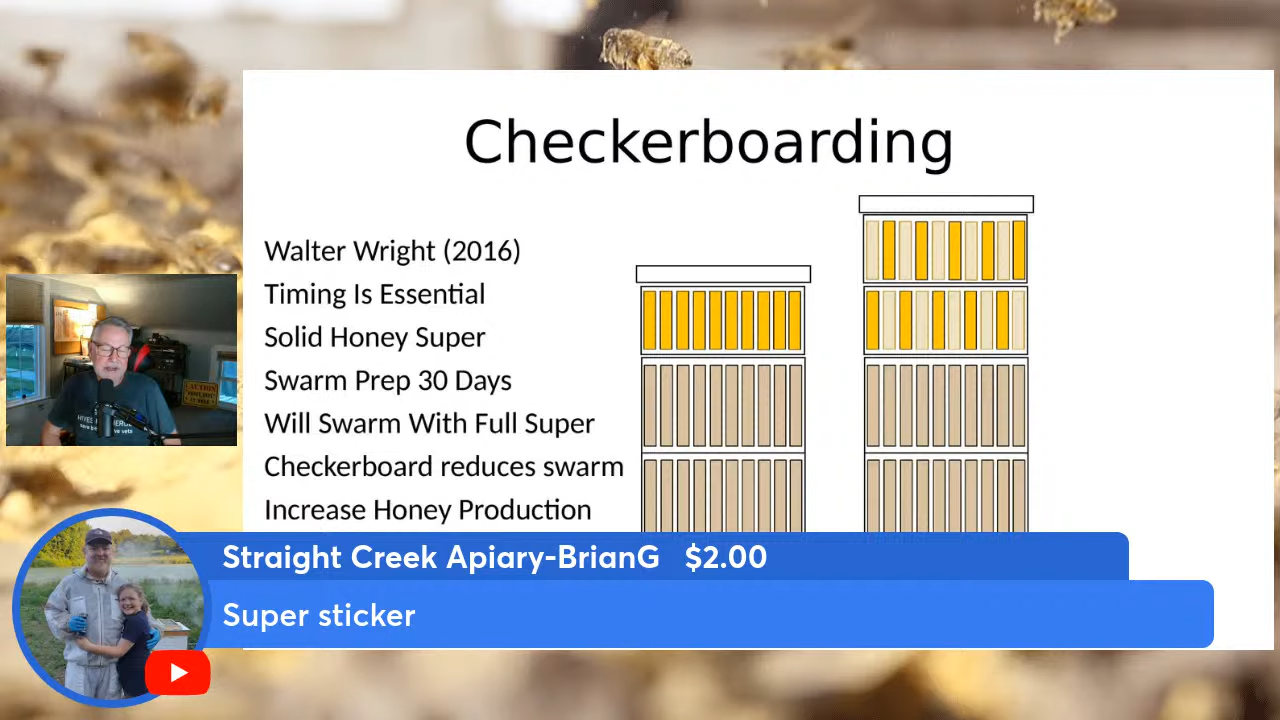 Checkerboarding
Walter Wright (2016)
Timing Is Essential
Solid Honey Super
Swarm Prep 30 Days
Will Swarm With Full Super
Checkerboard reduces swarm
Increase Honey Production
Straight Creek Apiary-BrianG $2.00
Super sticker